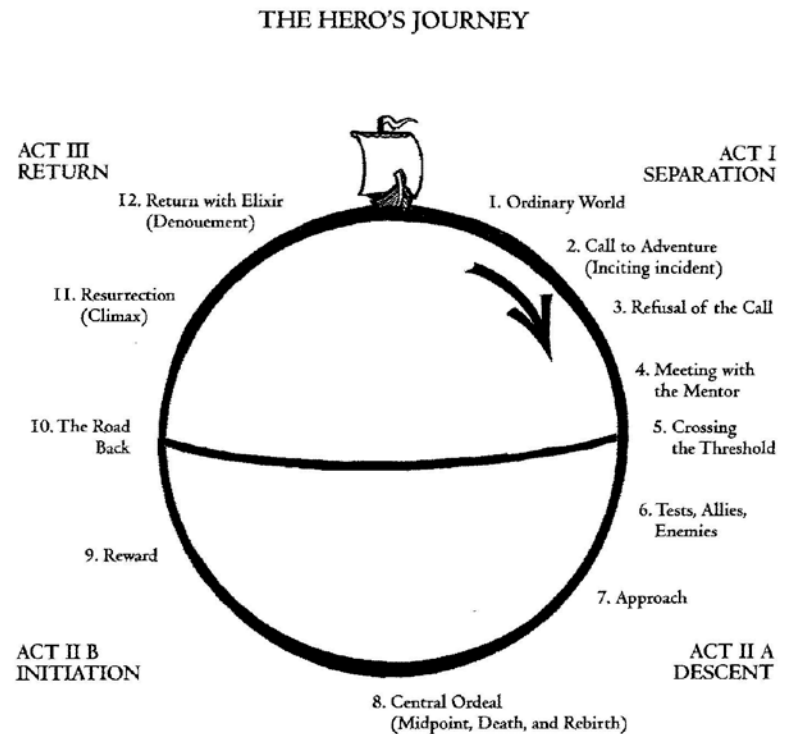 THE HERO'S JOURNEY
ACT III
RETURN
ACT I
SEPARATION
12. Return with Elixir
(Denouement)
1. Ordinary World
2. Call to Adventure
(Inciting incident)
11. Resurrection
(Climax)
3. Refusal of the Call
4. Meeting with
the Mentor
10. The Road
Back
5. Crossing
the Threshold
6. Tests, Allies,
Enemies
9. Reward
7. Approach
ACT II B
INITIATION
ACT II A
DESCENT
8. Central Ordeal
(Midpoint, Death, and Rebirth)